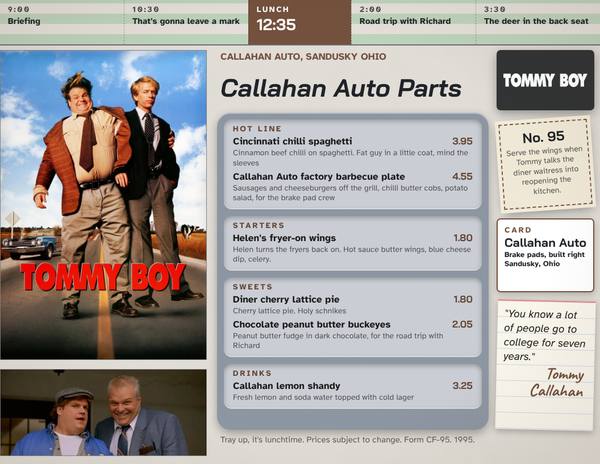 9:00
Briefing
10:30
That's gonna leave a mark
LUNCH
12:35
2:00
Road trip with Richard
3:30
The deer in the back seat
CALLAHAN AUTO, SANDUSKY OHIO
Callahan Auto Parts
TOMMY BOY
HOT LINE
Cincinnati chili spaghetti 3.95
Cinnamon beef chilli on spaghetti. Fat guy in a little coat, mind the
sleeves
Callahan Auto factory barbecue plate 4.55
Sausages and cheeseburgers off the grill, chilli butter cobs, potato
salad, for the brake pad crew
STARTERS
Helen's fryer-on wings 1.80
Helen turns the fryers back on. Hot sauce butter wings, blue cheese
dip, celery.
SWEETS
Diner cherry lattice pie 1.80
Cherry lattice pie. Holy schnikes
Chocolate peanut butter buckeyes 2.05
Peanut butter fudge in dark chocolate, for the road trip with
Richard
DRINKS
Callahan lemon shandy 3.25
Fresh lemon and soda water topped with cold lager
Tray up, it's lunchtime. Prices subject to change. Form CF-95. 1995.
TOMMY BOY
No. 95
Serve the wings when
Tommy talks the
diner waitress into
reopening the
kitchen.
CARD
Callahan Auto
Brake pads, built right
Sandusky, Ohio
"You know a lot
of people go to
college for seven
years."
Tommy
Callahan